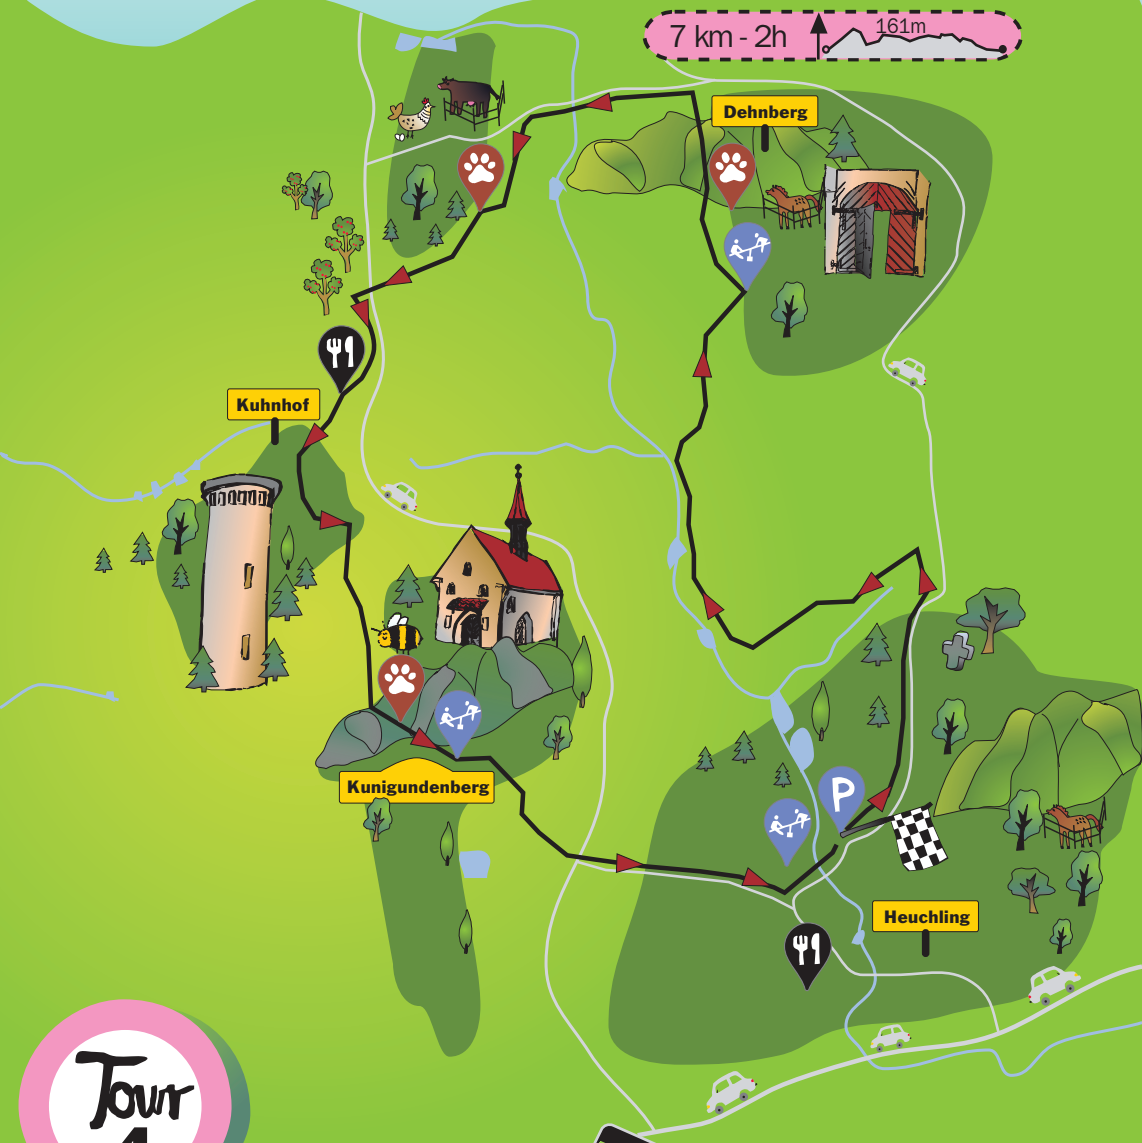 7 km - 2h
161m
Dehnberg
Kuhnhof
Kunigundenberg
P
Heuchling
Tour